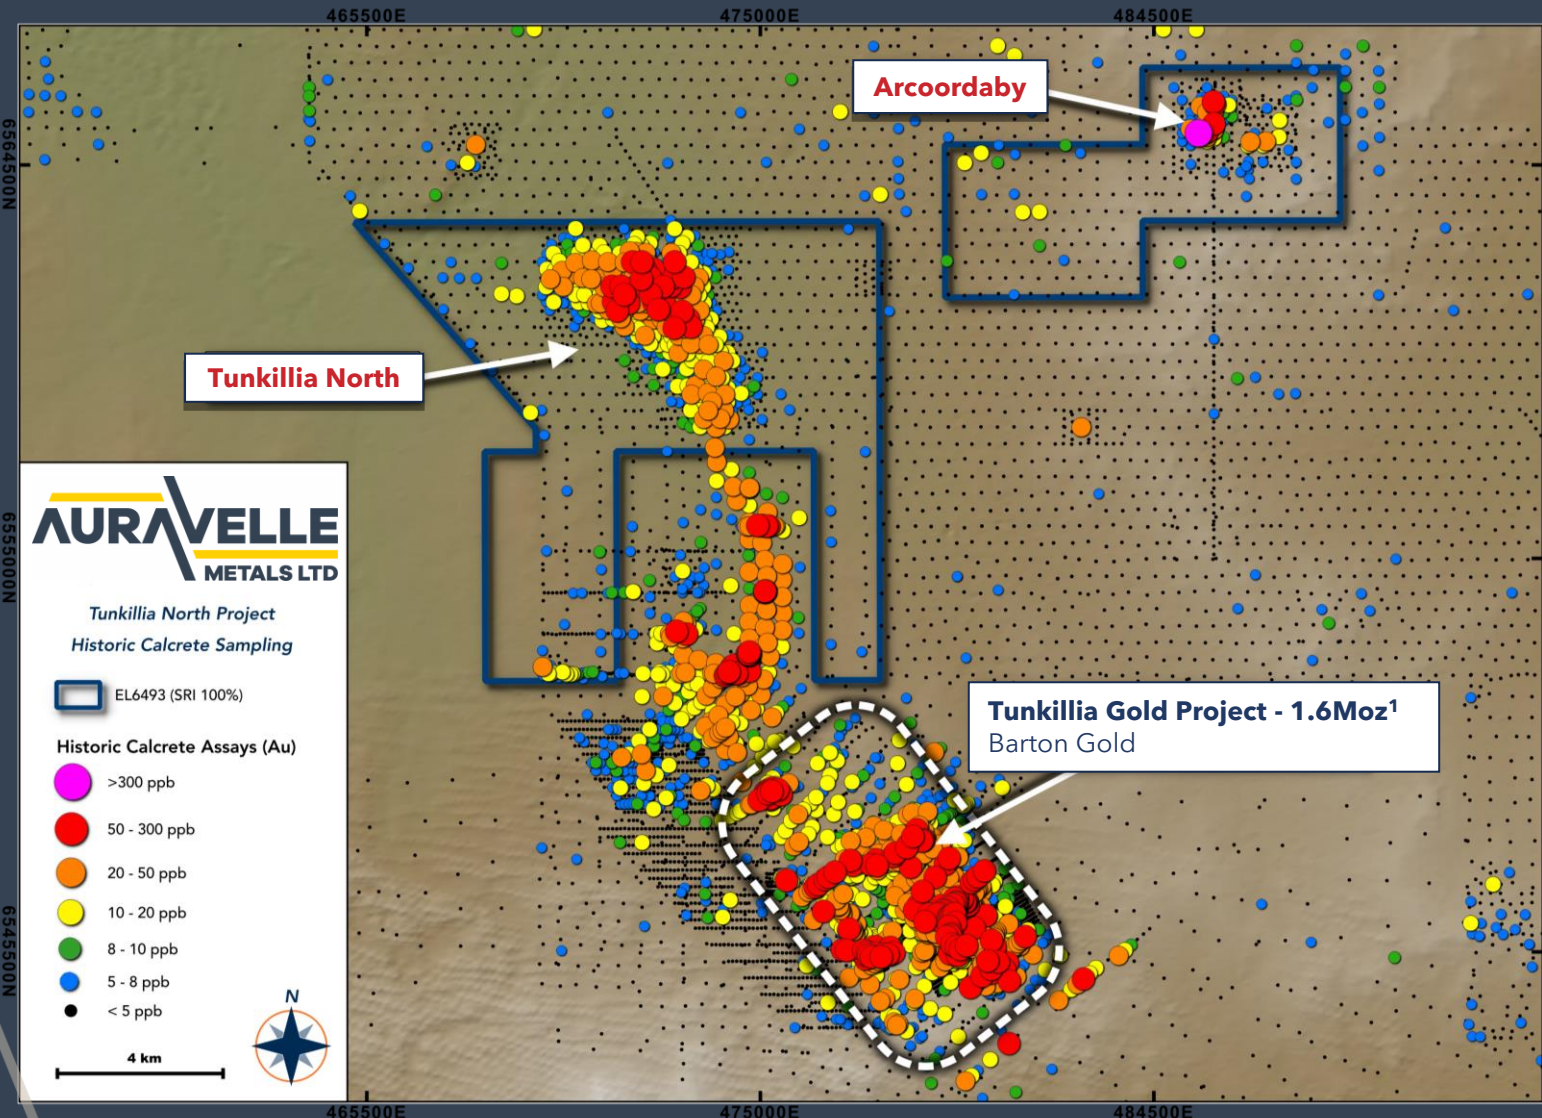 465500E
475000E
484500E
6564500N
6555000N
6545500N
Arcoordaby
Tunkillia North
Tunkillia Gold Project - 1.6Moz¹
Barton Gold
AURAVELLE
METALS LTD
Tunkillia North Project
Historic Calcrete Sampling
EL6493 (SRI 100%)
Historic Calcrete Assays (Au)
>300 ppb
50 - 300 ppb
20 - 50 ppb
10 - 20 ppb
8 - 10 ppb
5 - 8 ppb
< 5 ppb
4 km
N
465500E
475000E
484500E